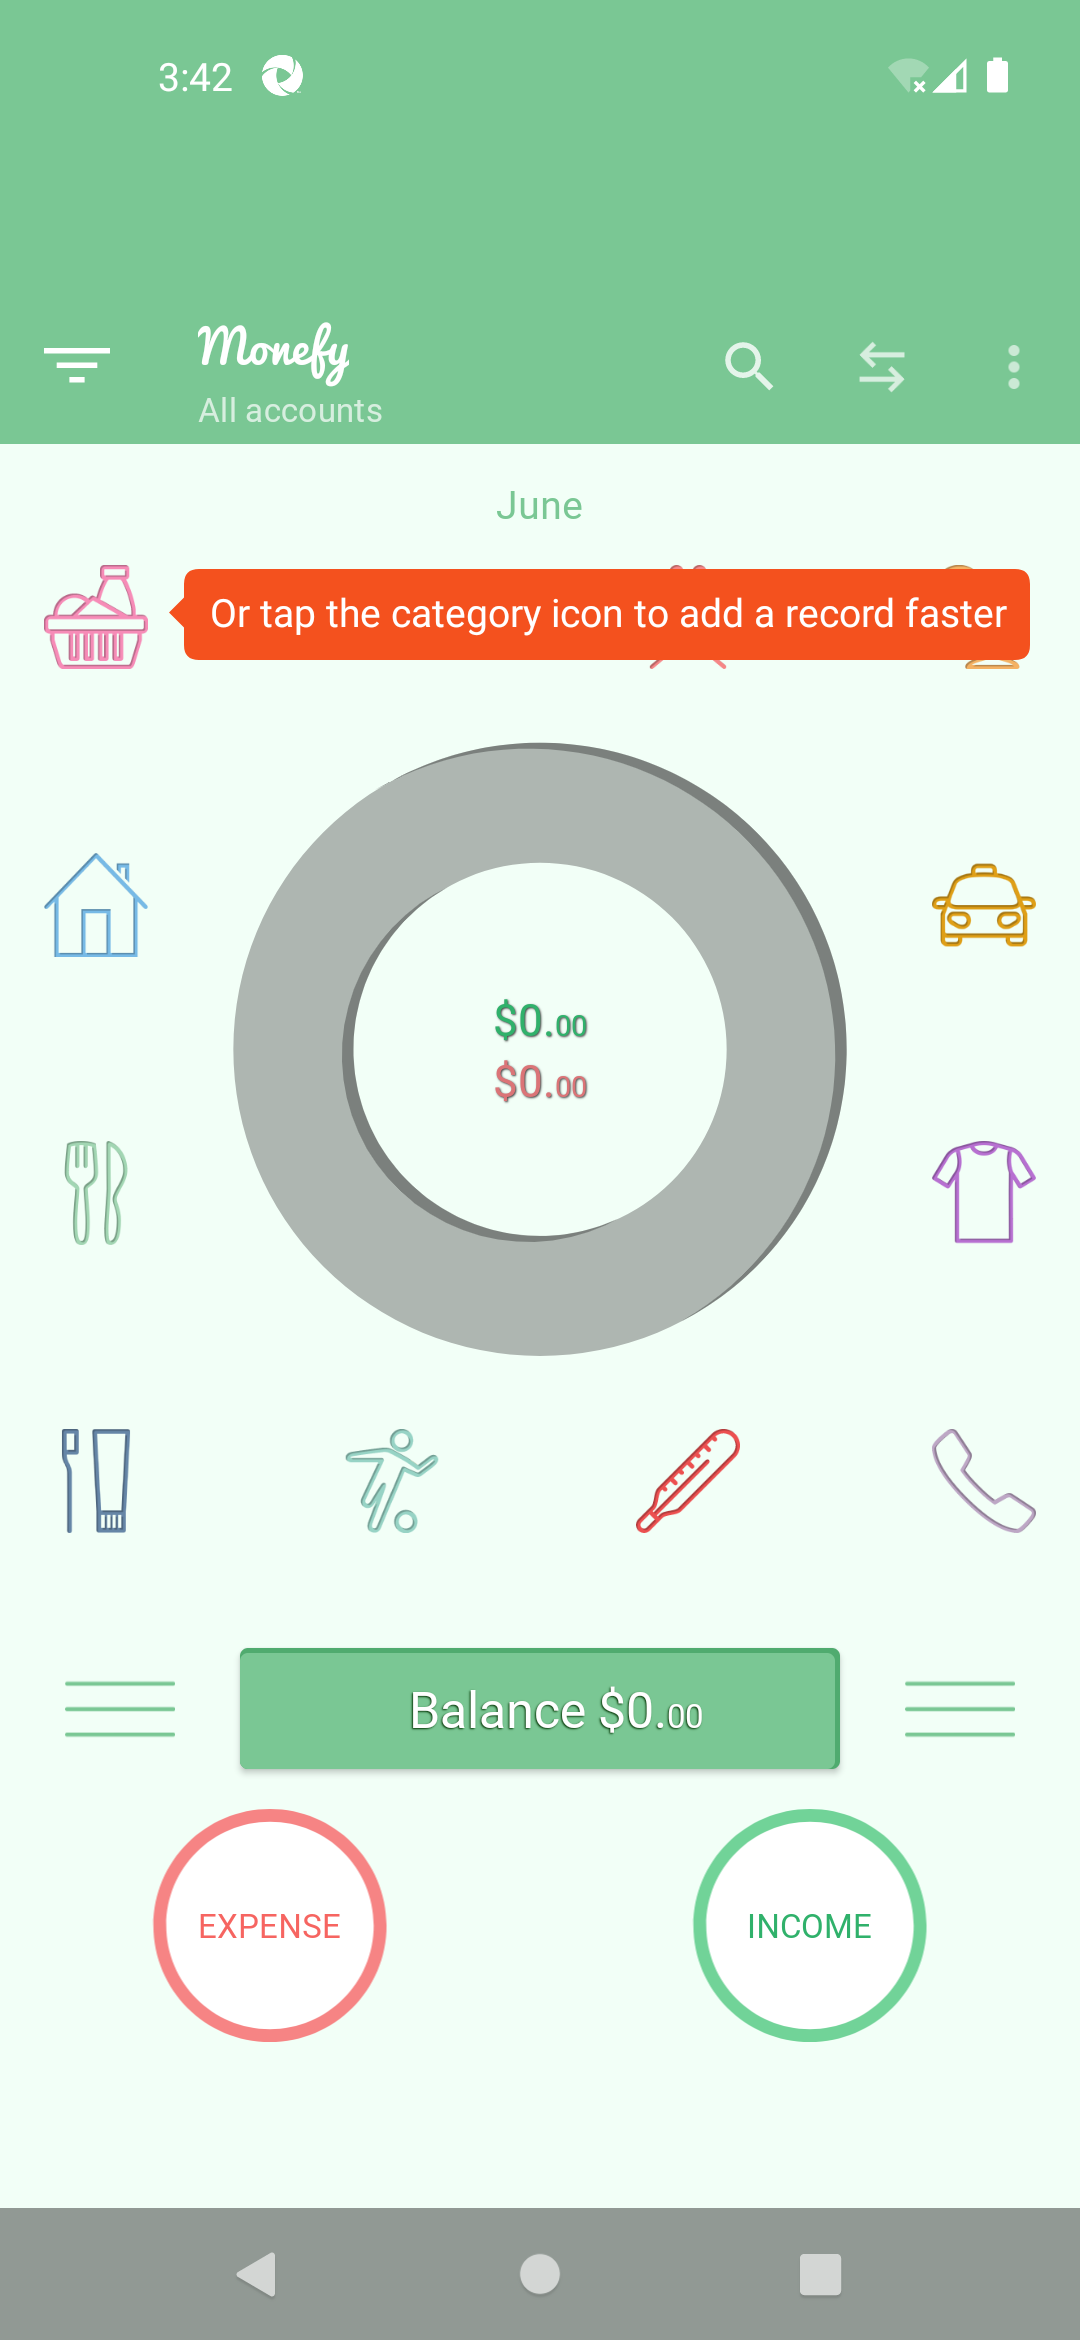 3:42
Monefy
All accounts
June
Or tap the category icon to add a record faster
$0.00
$0.00
Balance $0.00
EXPENSE
INCOME